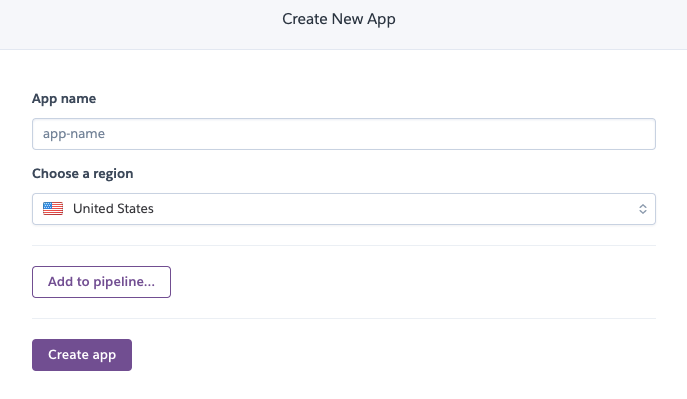 Create New App
App name
app-name
Choose a region
United States
Add to pipeline...
Create app